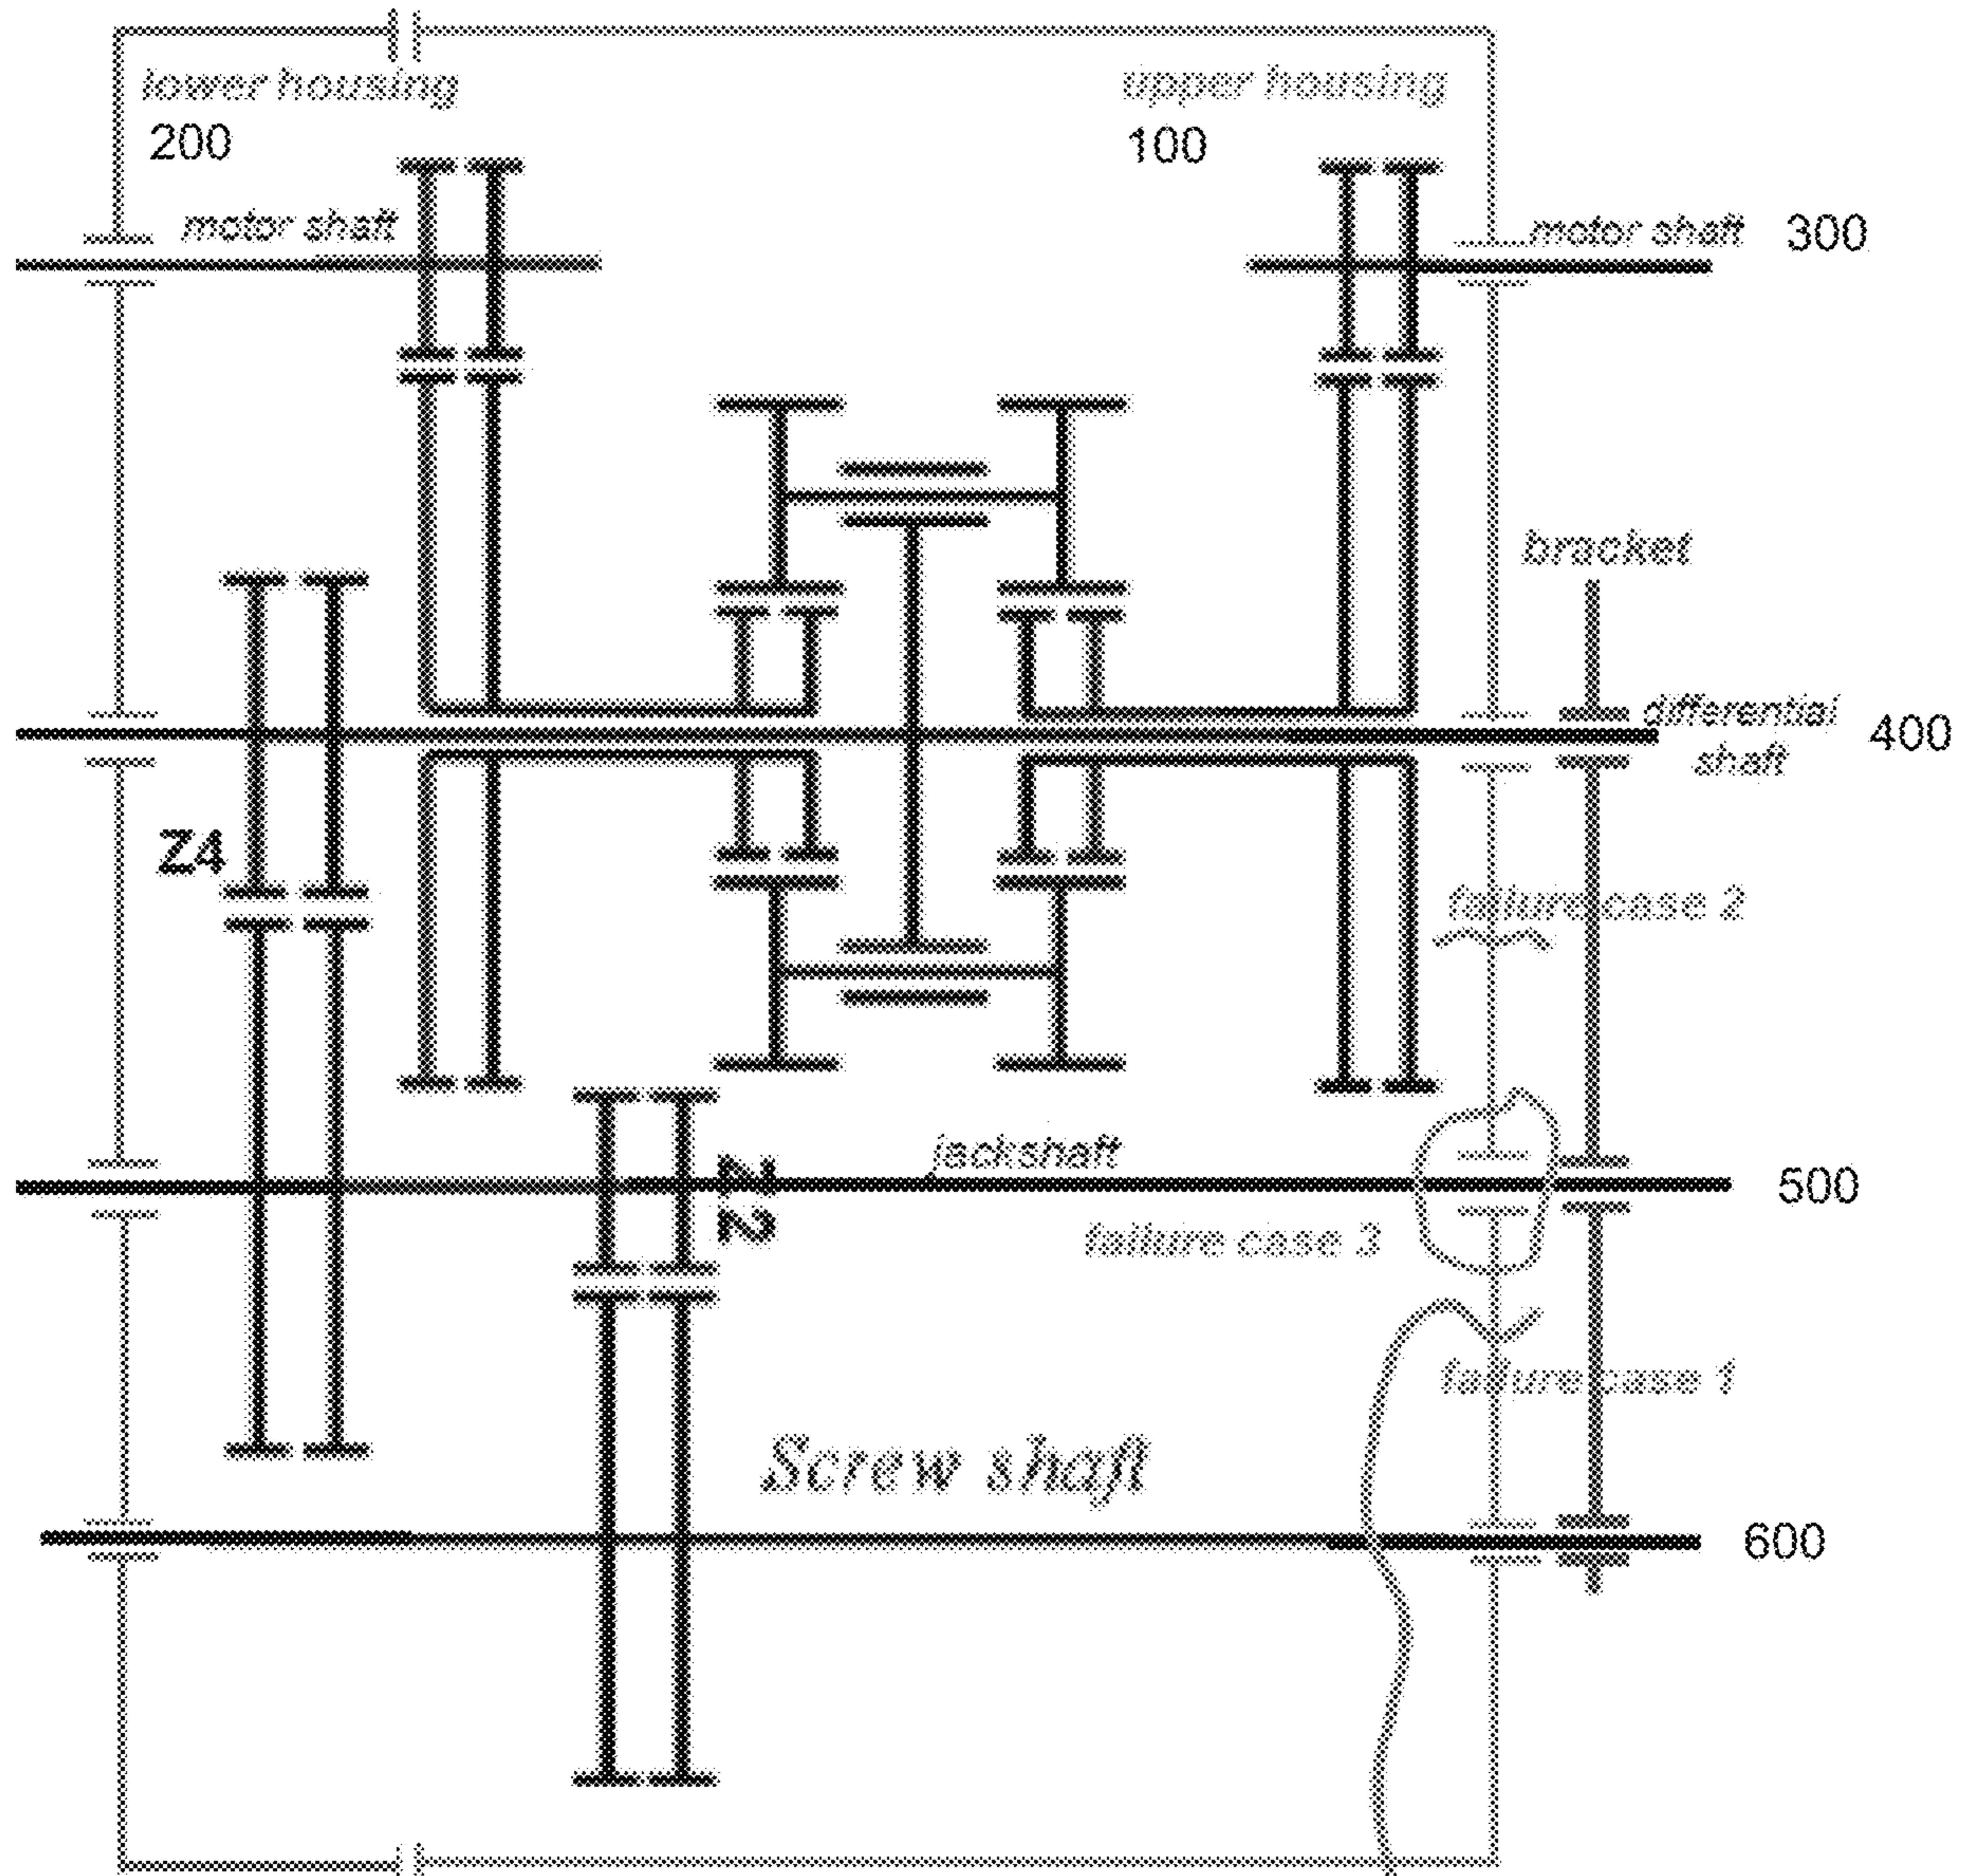 lower housing
200
upper housing
100
motor shaft
motor shaft 300
bracket
differential
shaft
400
Z4
failure case 2
jackshaft
500
Z12
failure case 3
failure case 1
Screw shaft
600